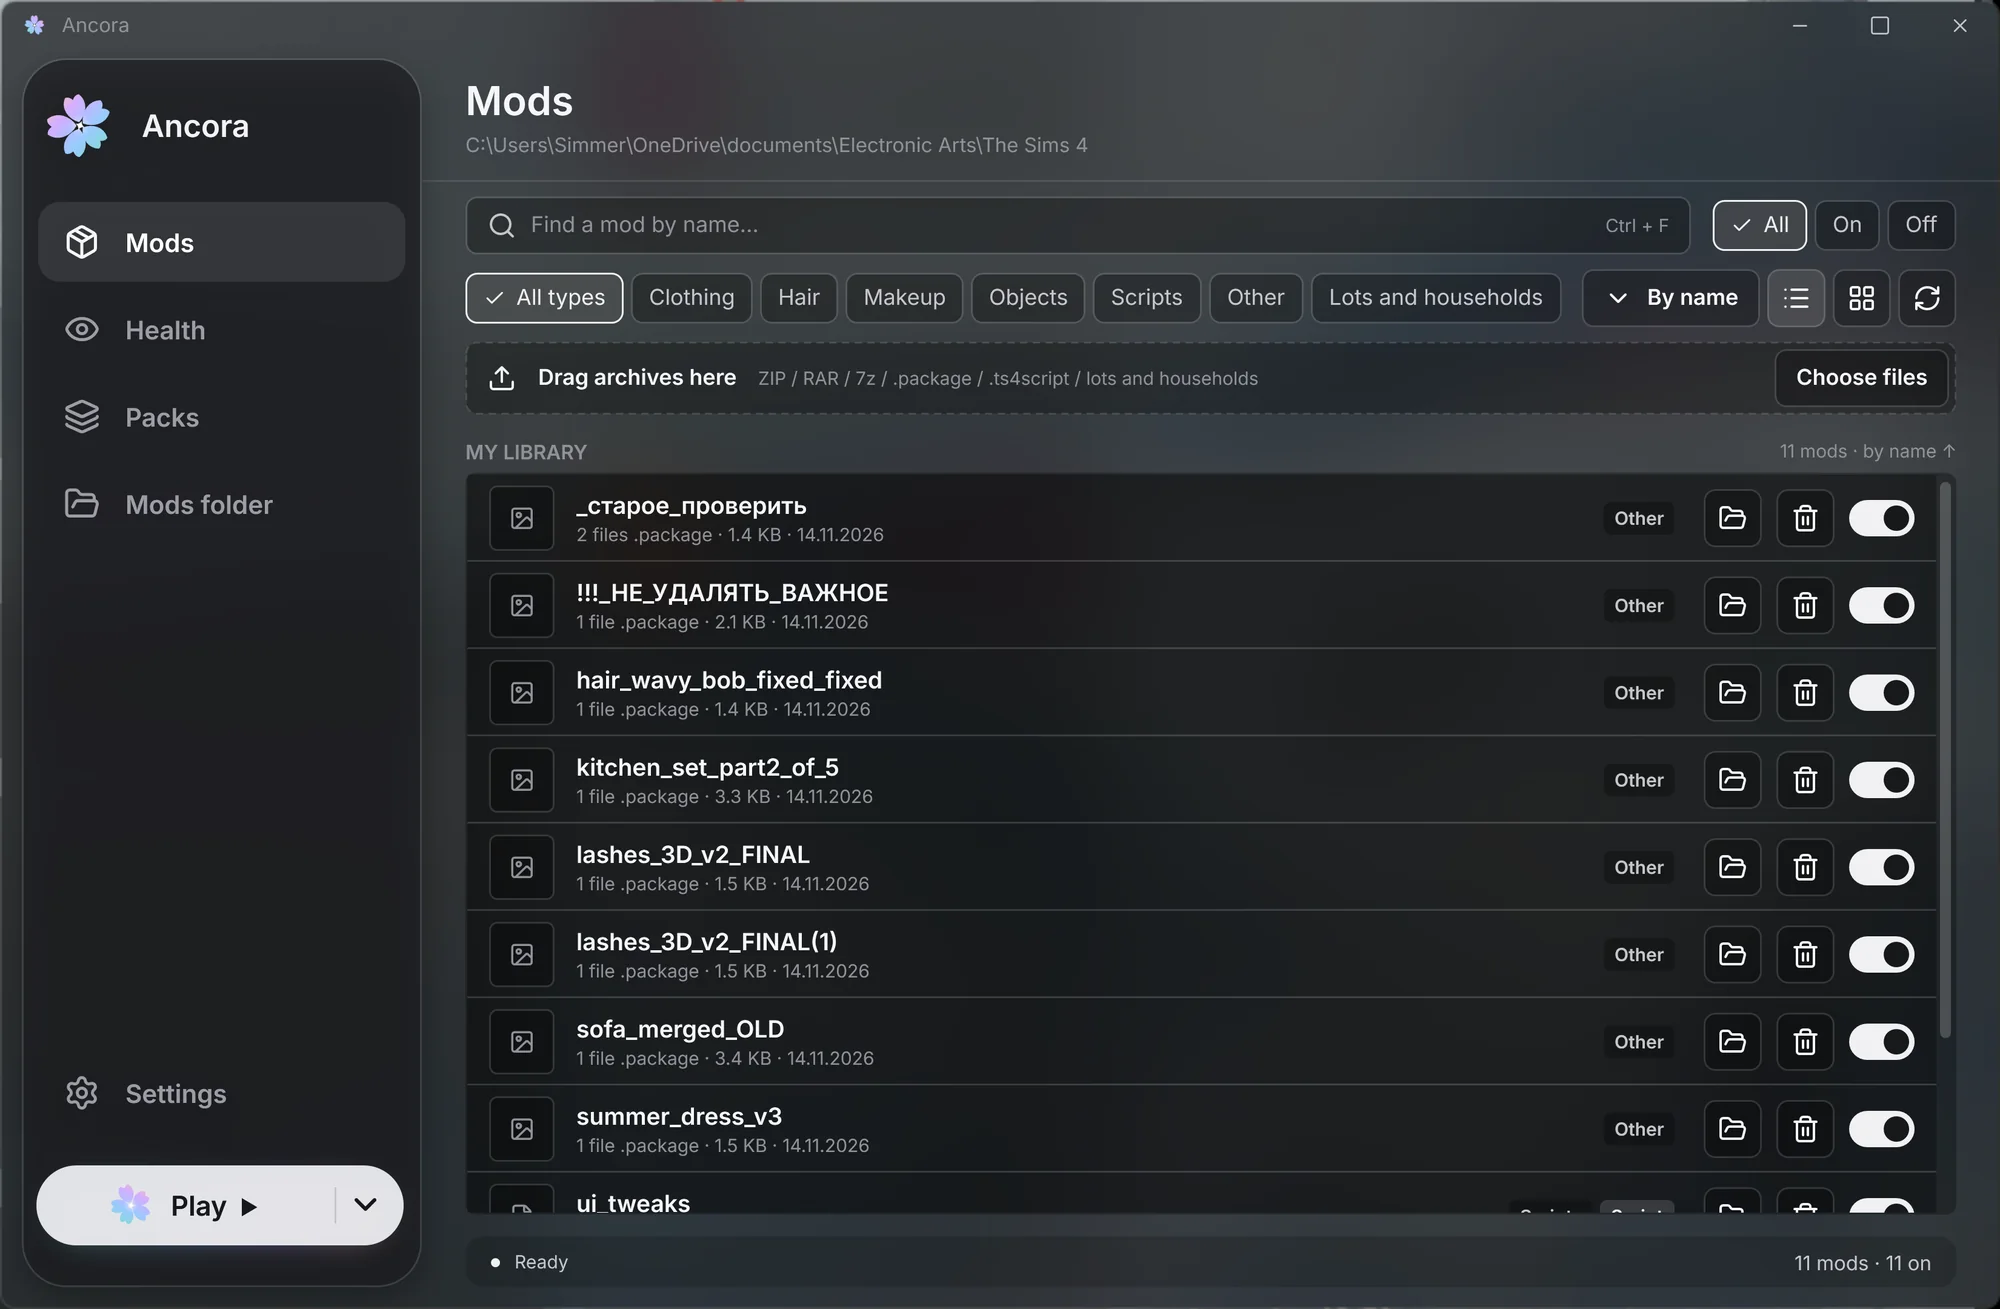 Ancora
Ancora
Mods
Health
Packs
Mods folder
Settings
Play
Mods
C:\Users\Simmer\OneDrive\documents\Electronic Arts\The Sims 4
Find a mod by name... Ctrl + F
All On Off
All types Clothing Hair Makeup Objects Scripts Other Lots and households By name
Drag archives here ZIP / RAR / 7z / .package / .ts4script / lots and households Choose files
MY LIBRARY 11 mods · by name ↑
_старое_проверить
2 files .package · 1.4 KB · 14.11.2026
Other
!!!_НЕ_УДАЛЯТЬ_ВАЖНОЕ
1 file .package · 2.1 KB · 14.11.2026
Other
hair_wavy_bob_fixed_fixed
1 file .package · 1.4 KB · 14.11.2026
Other
kitchen_set_part2_of_5
1 file .package · 3.3 KB · 14.11.2026
Other
lashes_3D_v2_FINAL
1 file .package · 1.5 KB · 14.11.2026
Other
lashes_3D_v2_FINAL(1)
1 file .package · 1.5 KB · 14.11.2026
Other
sofa_merged_OLD
1 file .package · 3.4 KB · 14.11.2026
Other
summer_dress_v3
1 file .package · 1.5 KB · 14.11.2026
Other
ui_tweaks
Ready
11 mods · 11 on